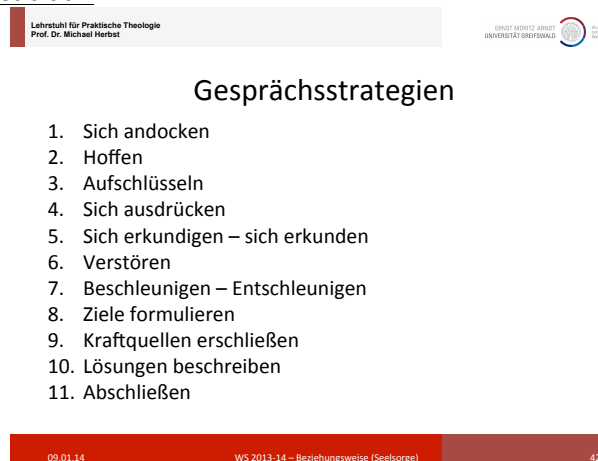 Lehrstuhl für Praktische Theologie
Prof. Dr. Michael Herbst
ERNST MORITZ ARNDT
UNIVERSITÄT GREIFSWALD
Gesprächsstrategien
1. Sich andocken
2. Hoffen
3. Aufschlüsseln
4. Sich ausdrücken
5. Sich erkundigen – sich erkunden
6. Verstören
7. Beschleunigen – Entschleunigen
8. Ziele formulieren
9. Kraftquellen erschließen
10. Lösungen beschreiben
11. Abschließen
09.01.14 WS 2013-14 – Beziehungsweise (Seelsorge) 42